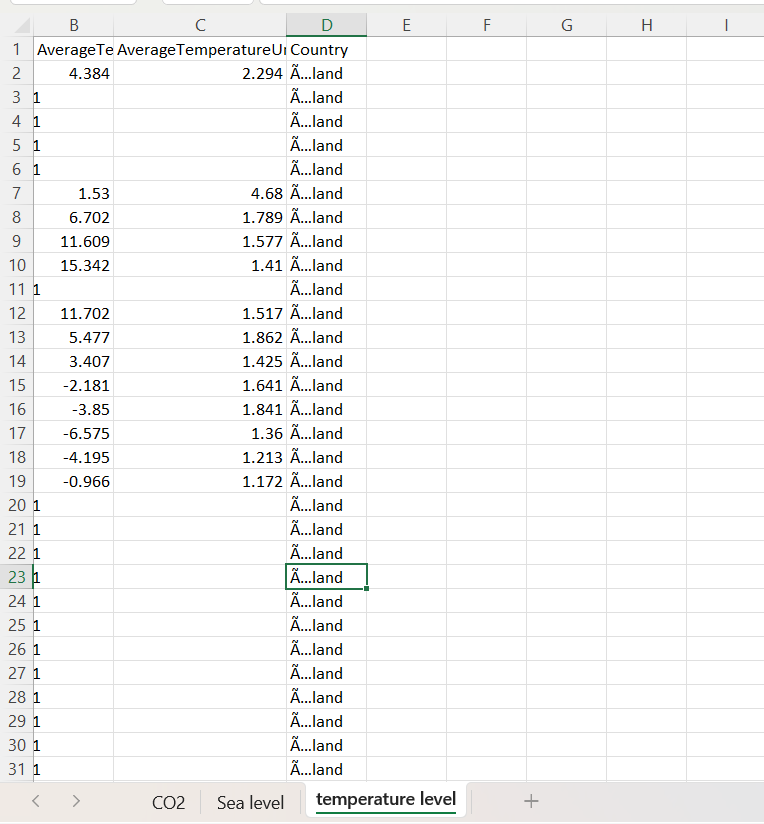 B C D E F G H I
1 AverageTe AverageTemperatureUn Country
2 4.384 2.294 Ã…land
3 1 Ã…land
4 1 Ã…land
5 1 Ã…land
6 1 Ã…land
7 1.53 4.68 Ã…land
8 6.702 1.789 Ã…land
9 11.609 1.577 Ã…land
10 15.342 1.41 Ã…land
11 1 Ã…land
12 11.702 1.517 Ã…land
13 5.477 1.862 Ã…land
14 3.407 1.425 Ã…land
15 -2.181 1.641 Ã…land
16 -3.85 1.841 Ã…land
17 -6.575 1.36 Ã…land
18 -4.195 1.213 Ã…land
19 -0.966 1.172 Ã…land
20 1 Ã…land
21 1 Ã…land
22 1 Ã…land
23 1 Ã…land
24 1 Ã…land
25 1 Ã…land
26 1 Ã…land
27 1 Ã…land
28 1 Ã…land
29 1 Ã…land
30 1 Ã…land
31 1 Ã…land
CO2 Sea level temperature level